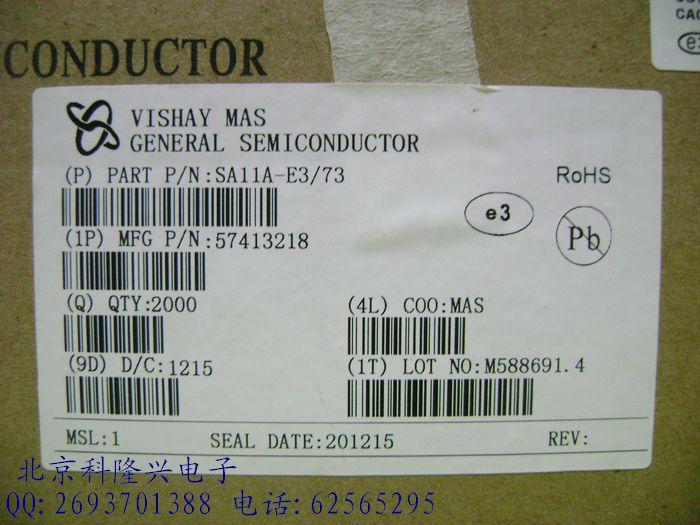 CONDUCTOR
VISHAY MAS
GENERAL SEMICONDUCTOR
(P) PART P/N:SA11A-E3/73
RoHS
e3
(1P) MFG P/N:57413218
Pb
(Q) QTY:2000
(4L) COO:MAS
(9D) D/C:1215
(1T) LOT NO:M588691.4
MSL:1 SEAL DATE:201215 REV:
北京科隆兴电子
QQ:2693701388 电话:62565295